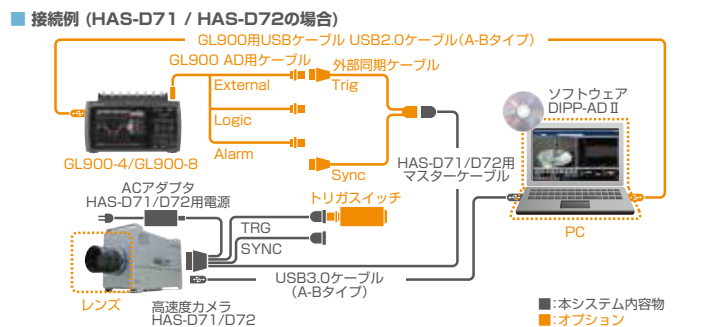 ■ 接続例 (HAS-D71 / HAS-D72の場合)
GL900用USBケーブル USB2.0ケーブル(A-Bタイプ)
GL900 AD用ケーブル
外部同期ケーブル
External
Trig
Logic
Alarm
Sync
GL900-4/GL900-8
ソフトウェア
DIPP-AD Ⅱ
HAS-D71/D72用
マスターケーブル
ACアダプタ
HAS-D71/D72用電源
トリガスイッチ
TRG
SYNC
PC
USB3.0ケーブル
(A-Bタイプ)
レンズ
高速度カメラ
HAS-D71/D72
■:本システム内容物
■:オプション